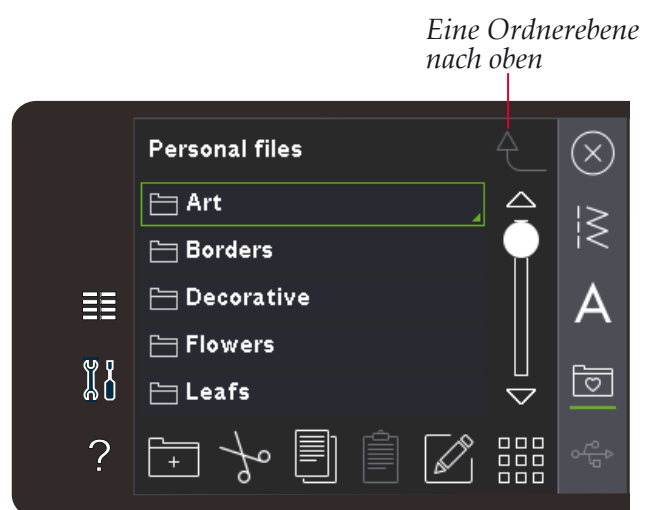 Eine Ordnerebene
nach oben
Personal files
Art
Borders
Decorative
Flowers
Leafs
A
?